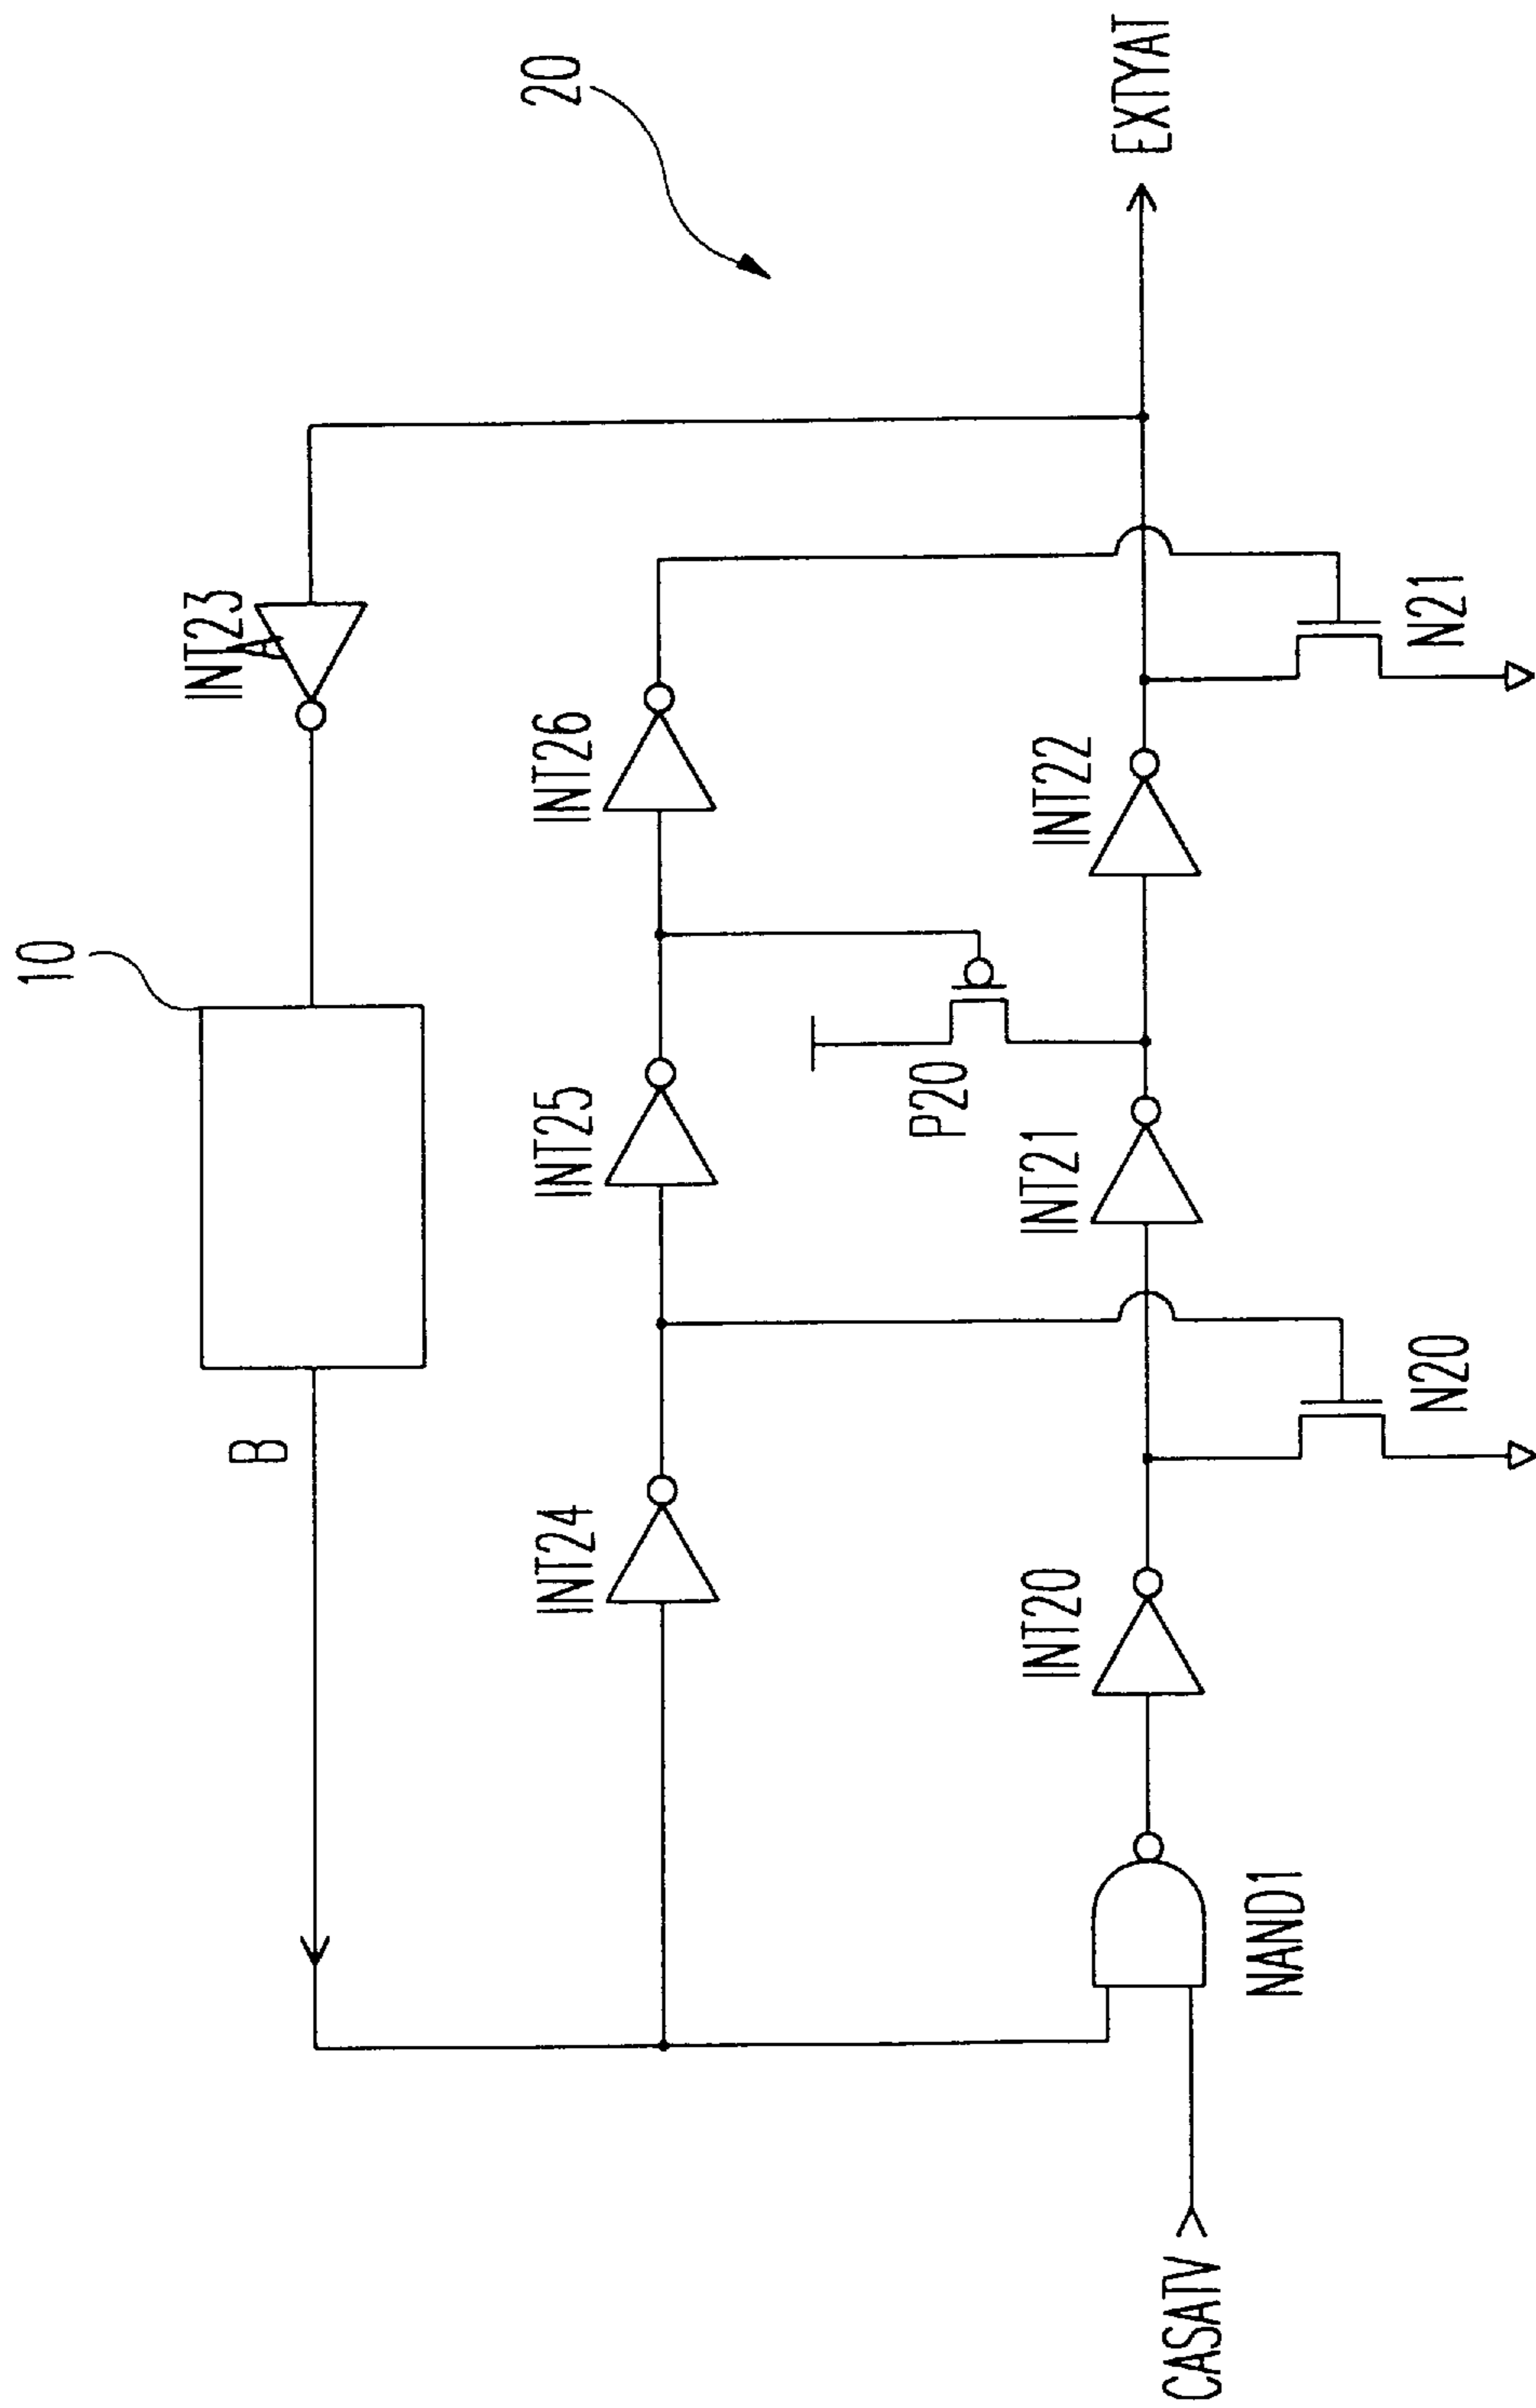 20
10
INT23
A
B
INT24
INT25
INT26
P20
INT20
INT21
INT22
EXTYAT
CASATV
NAND1
N20
N21